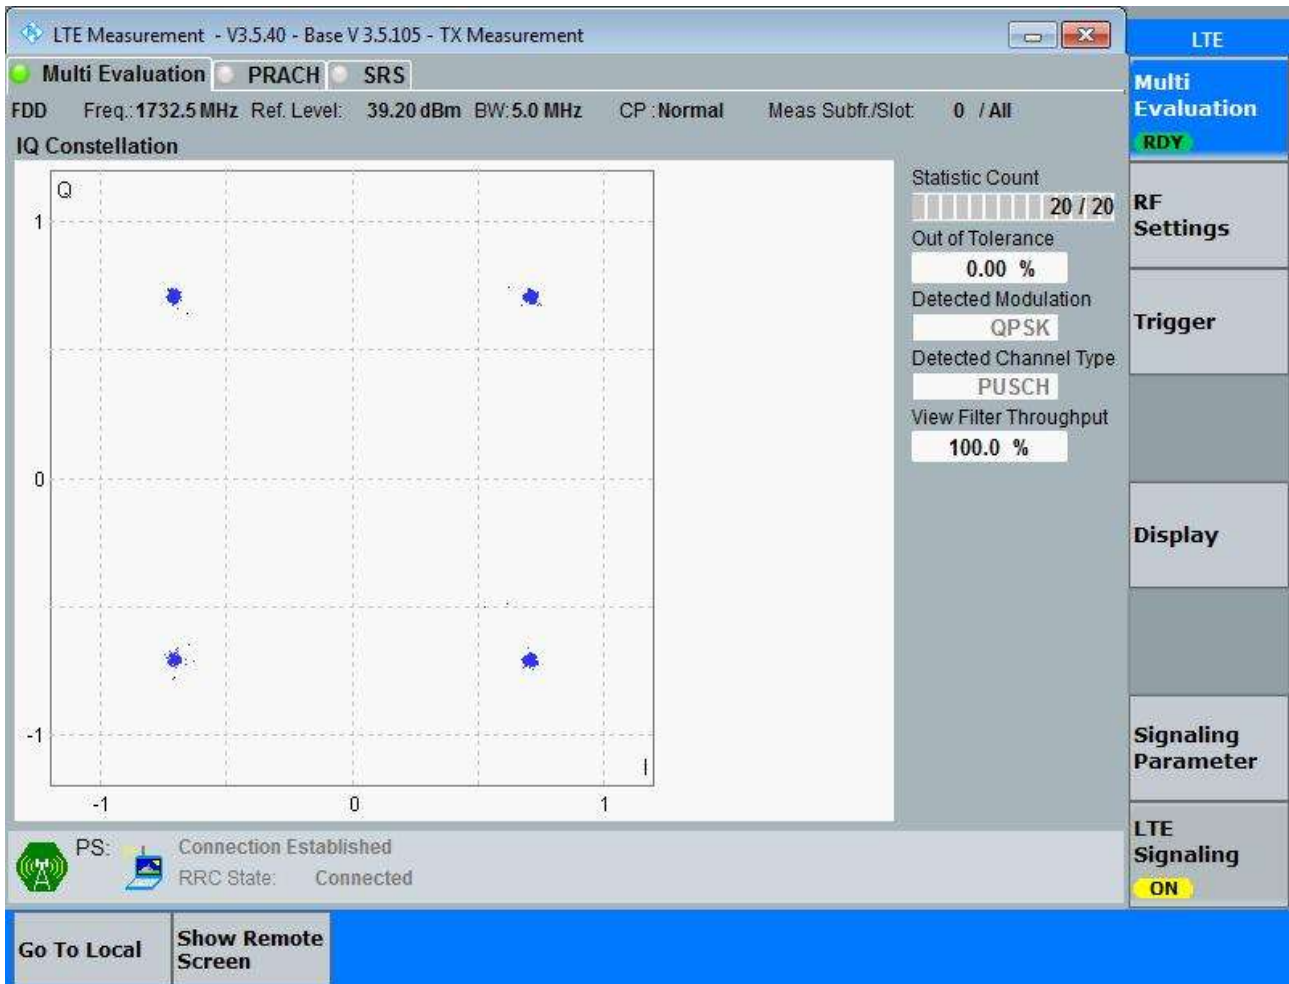 LTE Measurement - V3.5.40 - Base V 3.5.105 - TX Measurement
LTE
Multi Evaluation PRACH SRS
FDD Freq.: 1732.5 MHz Ref. Level: 39.20 dBm BW: 5.0 MHz CP : Normal Meas Subfr./Slot: 0 / All
IQ Constellation
Q
1
0
-1
-1 0 1
I
Statistic Count
20 / 20
Out of Tolerance
0.00 %
Detected Modulation
QPSK
Detected Channel Type
PUSCH
View Filter Throughput
100.0 %
Multi
Evaluation
RDY
RF
Settings
Trigger
Display
Signaling
Parameter
LTE
Signaling
ON
PS: Connection Established
RRC State: Connected
Go To Local
Show Remote
Screen